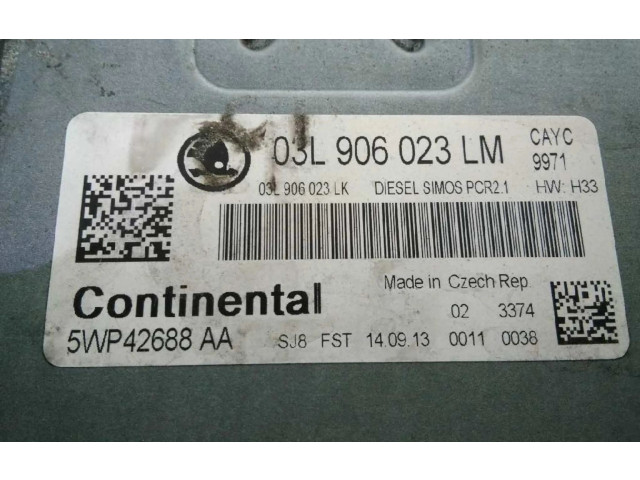 03L 906 023 LM
CAYC
9971
03L 906 023 LK DIESEL SIMOS PCR2.1 HW: H33
Continental
Made in Czech Rep.
02 3374
5WP42688 AA SJ8 FST 14.09.13 0011 0038